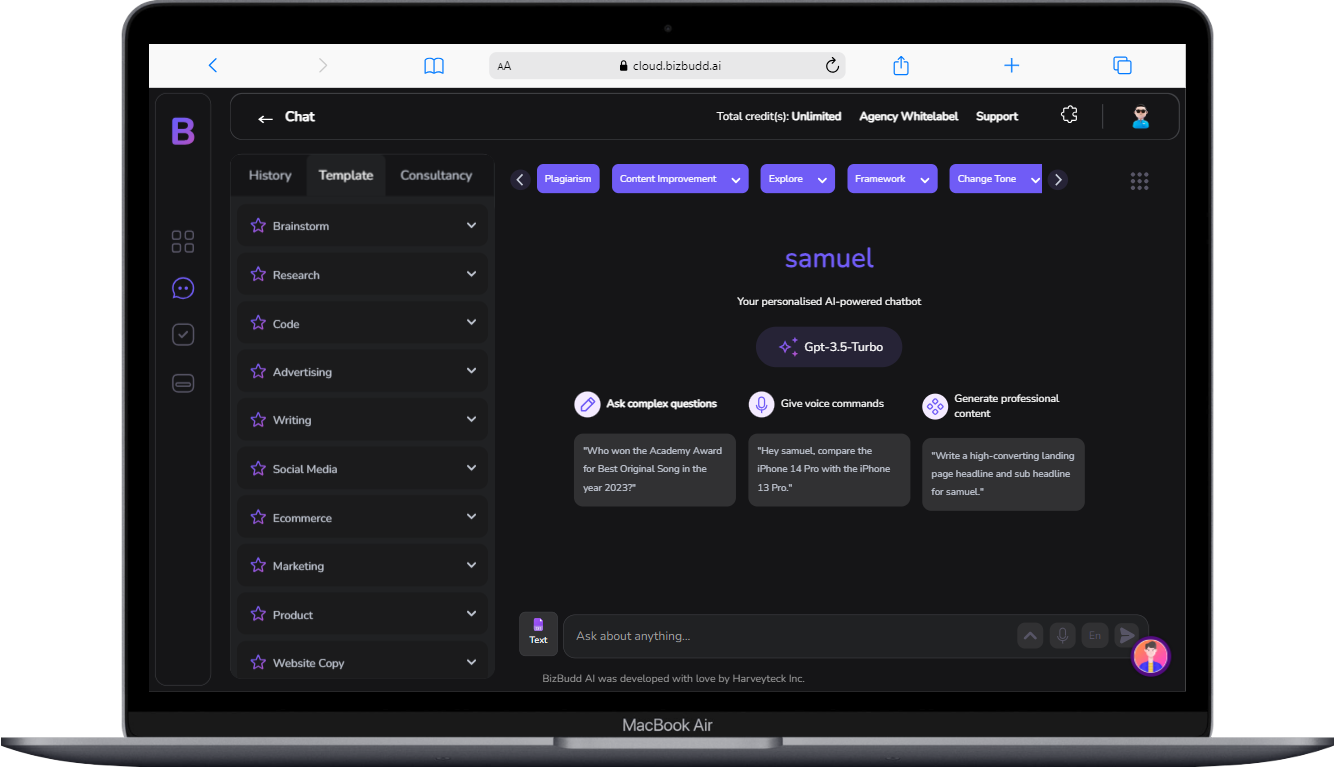 AA
cloud.bizbudd.ai
B
Chat
Total credit(s): Unlimited
Agency Whitelabel
Support
History
Template
Consultancy
Plagiarism
Content Improvement
Explore
Framework
Change Tone
Brainstorm
Research
Code
Advertising
Writing
Social Media
Ecommerce
Marketing
Product
Website Copy
samuel
Your personalised AI-powered chatbot
Gpt-3.5-Turbo
Ask complex questions
"Who won the Academy Award
for Best Original Song in the
year 2023?"
Give voice commands
"Hey samuel, compare the
iPhone 14 Pro with the iPhone
13 Pro."
Generate professional
content
"Write a high-converting landing
page headline and sub headline
for samuel."
Text
Ask about anything...
En
BizBudd AI was developed with love by Harveyteck Inc.
MacBook Air